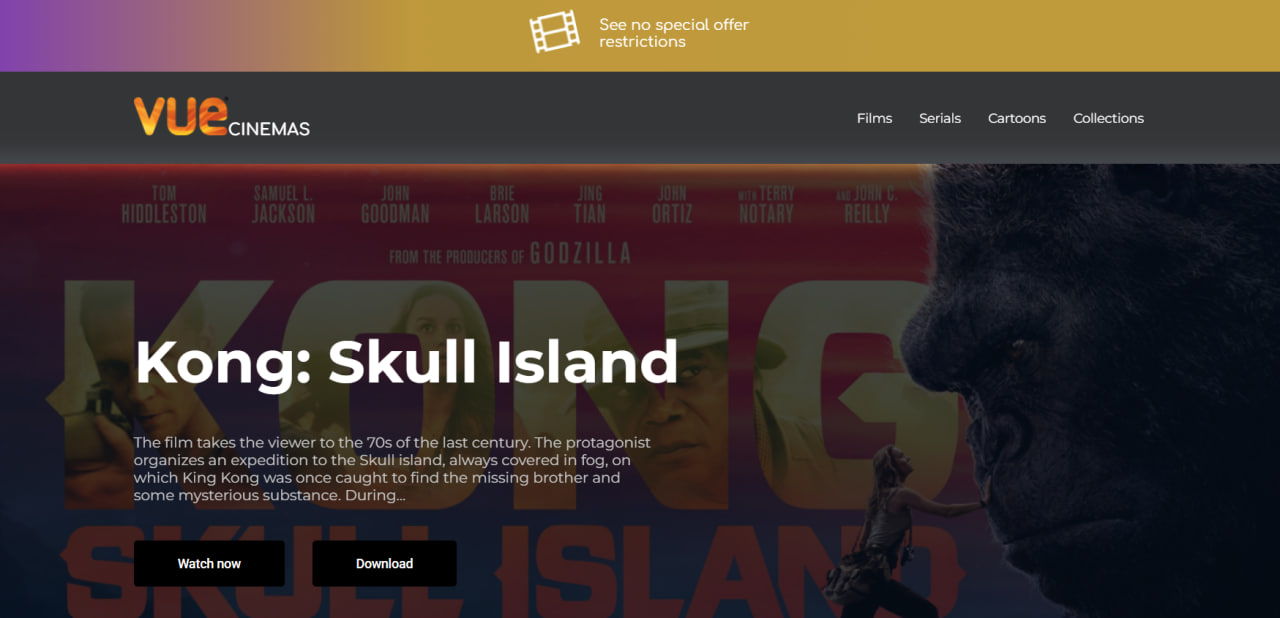 See no special offer
restrictions
vue CINEMAS
Films Serials Cartoons Collections
TOM HIDDLESTON
SAMUEL L. JACKSON
JOHN GOODMAN
BRIE LARSON
JING TIAN
JOHN ORTIZ
WITH TERRY NOTARY
AND JOHN C. REILLY
FROM THE PRODUCERS OF GODZILLA
KONG
Kong: Skull Island
The film takes the viewer to the 70s of the last century. The protagonist
organizes an expedition to the Skull island, always covered in fog, on
which King Kong was once caught to find the missing brother and
some mysterious substance. During...
SKULL ISLAND
Watch now Download